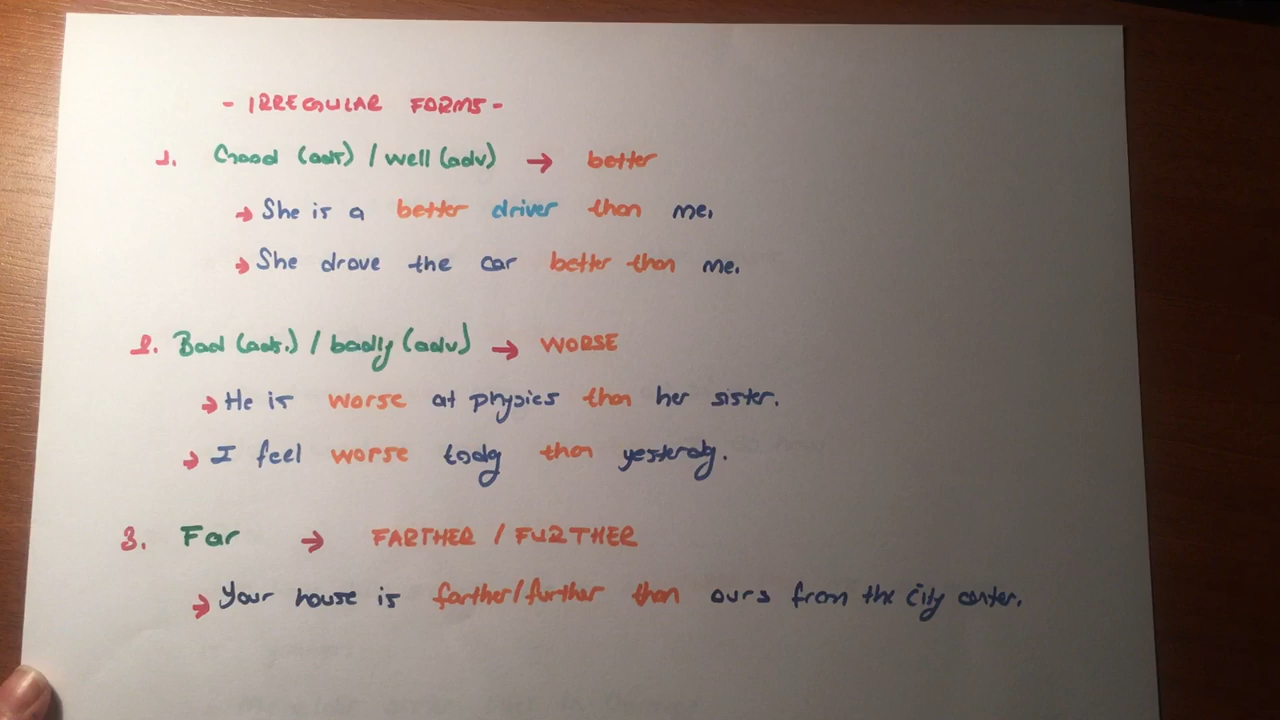 - IRREGULAR FORMS -
1. Good (adj) / well (adv) → better
→ She is a better driver than me.
→ She drove the car better than me.
2. Bad (adj.) / badly (adv) → WORSE
→ He is worse at physics than her sister.
→ I feel worse today than yesterday.
3. Far → FARTHER / FURTHER
→ Your house is farther/further than ours from the city center.